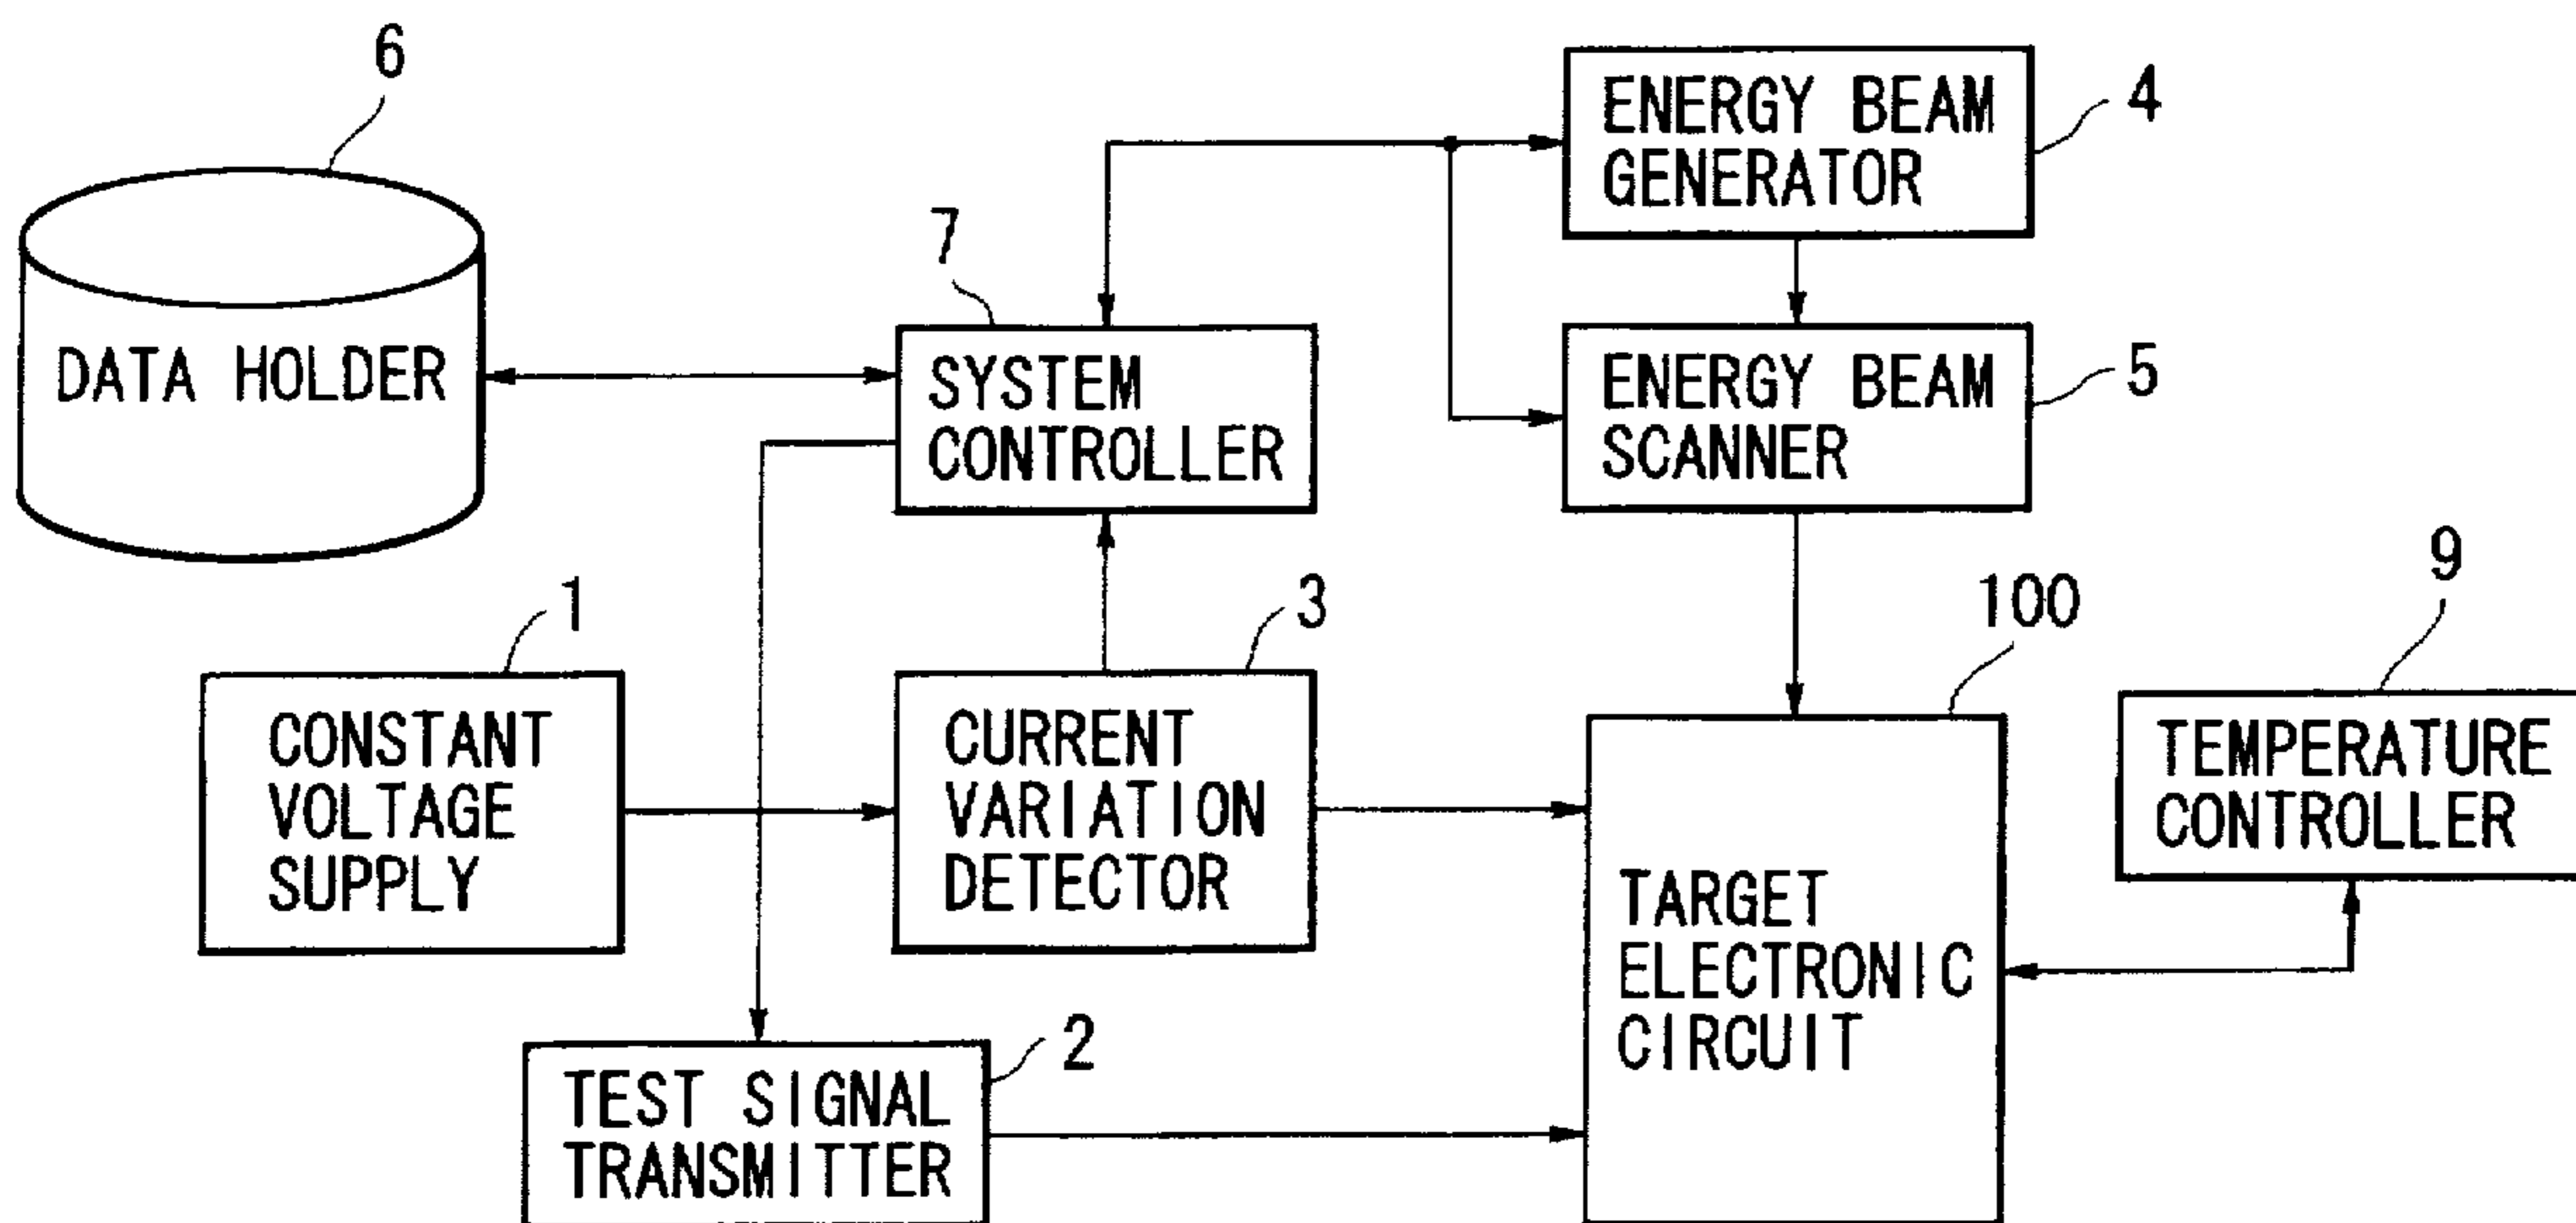 6
ENERGY BEAM
GENERATOR
4
7
DATA HOLDER
SYSTEM
CONTROLLER
ENERGY BEAM
SCANNER
5
1
3
100
9
CONSTANT
VOLTAGE
SUPPLY
CURRENT
VARIATION
DETECTOR
TARGET
ELECTRONIC
CIRCUIT
TEMPERATURE
CONTROLLER
2
TEST SIGNAL
TRANSMITTER